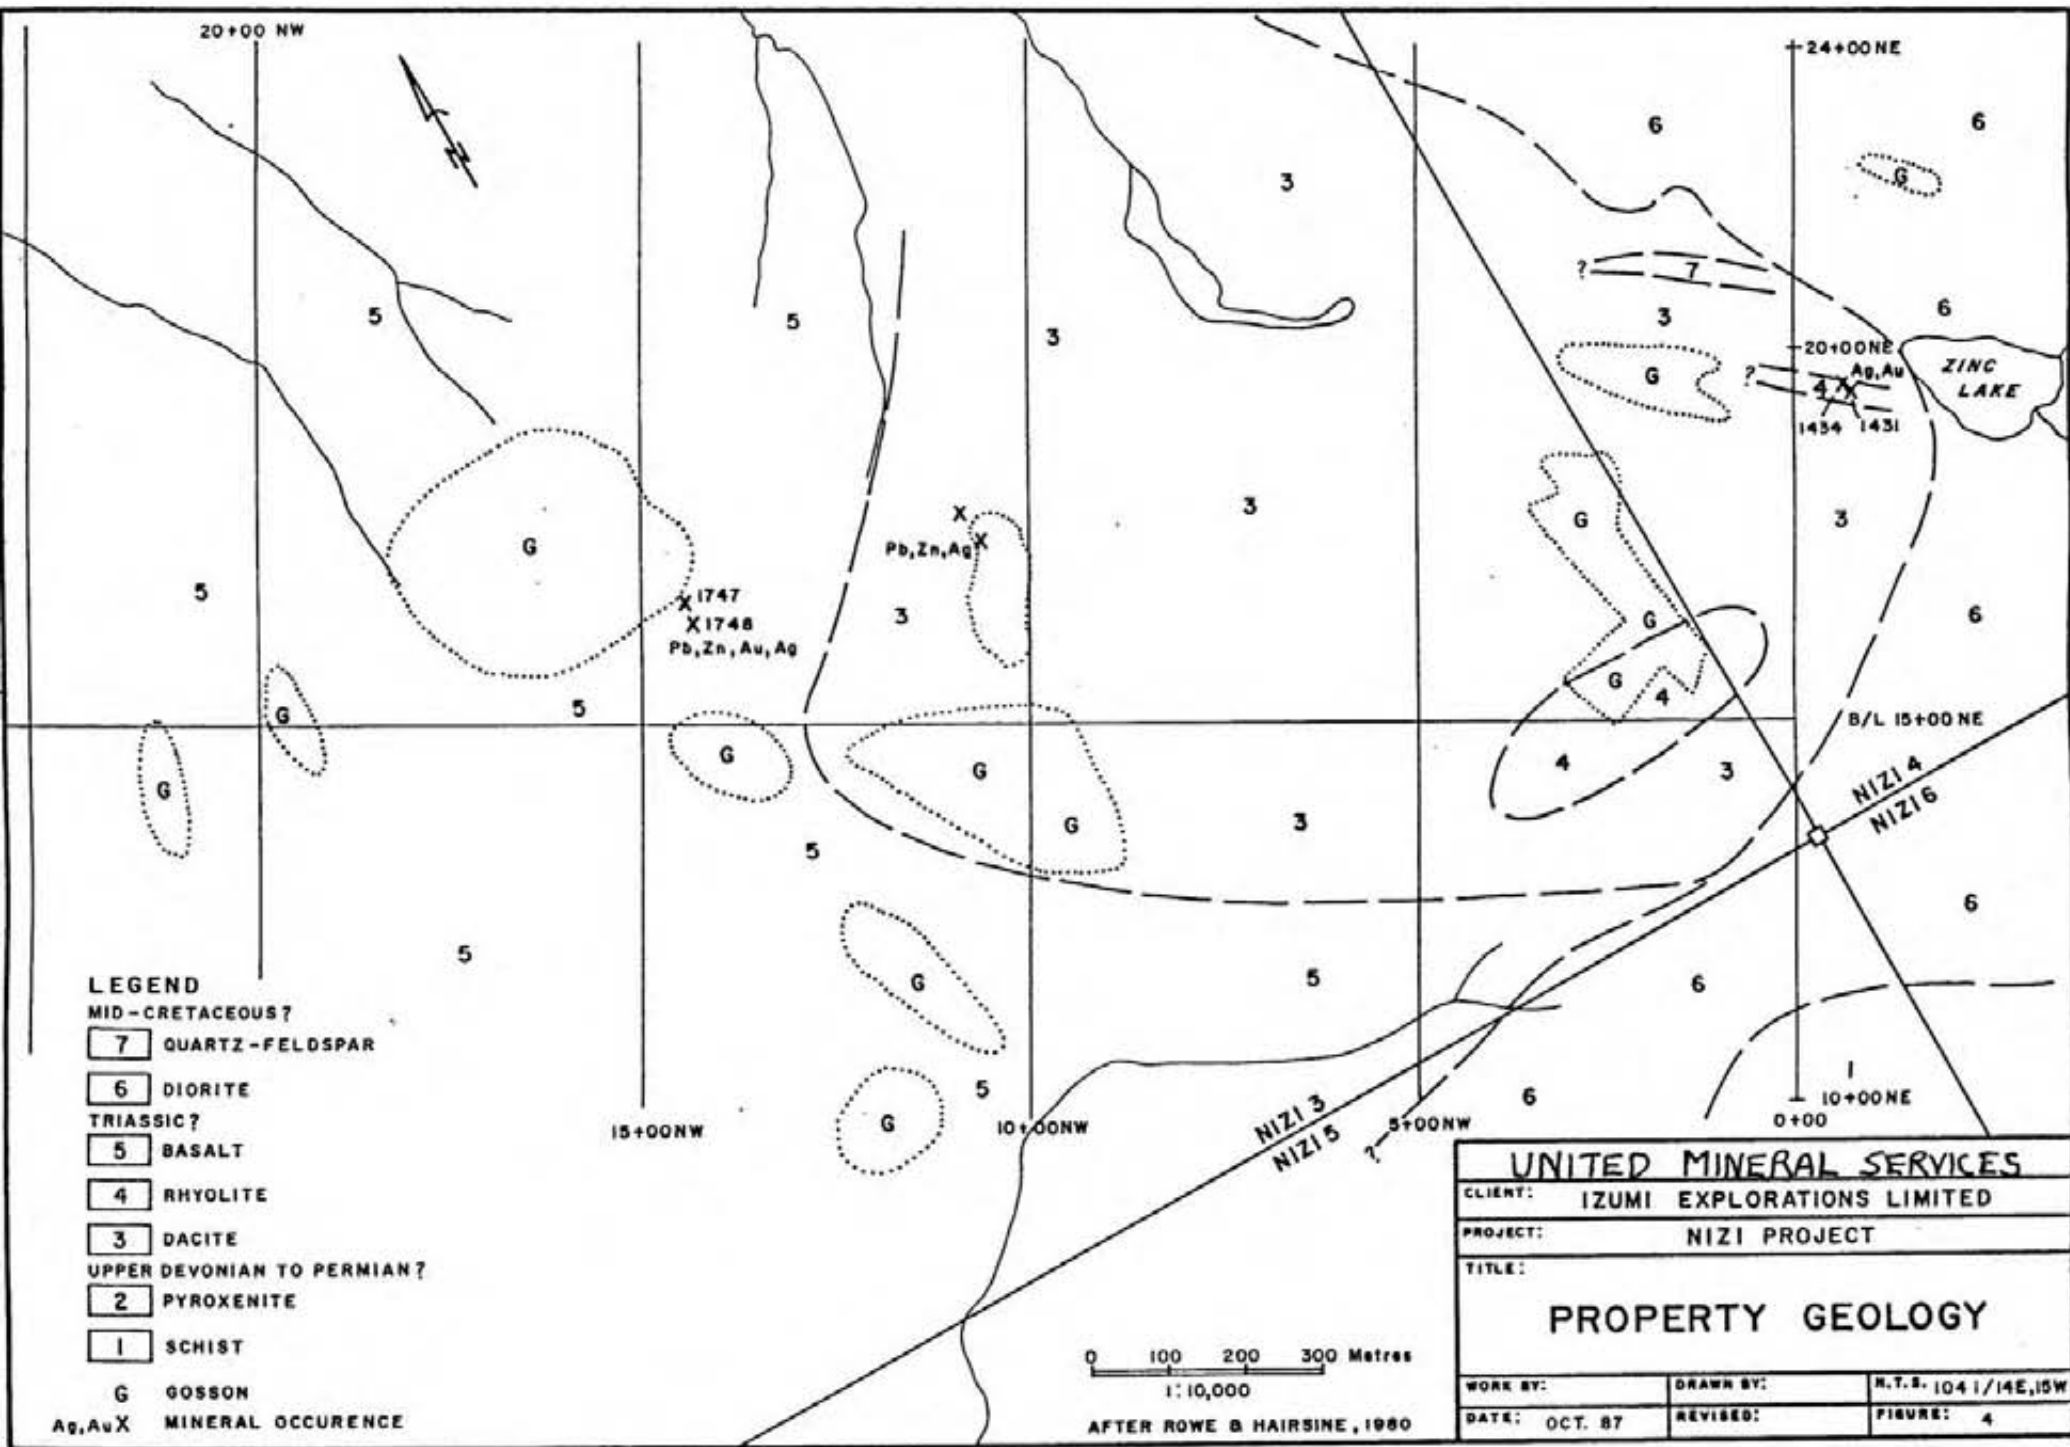 20+00 NW
24+00NE
N
6
6
G
3
?
7
6
5
5
3
3
20+00NE
ZINC
LAKE
G
?
4
Ag,Au
1434
1431
3
3
G
G
Pb,Zn,Ag
5
1747
1748
Pb,Zn,Au,Ag
3
G
6
G
4
5
G
B/L 15+00 NE
G
G
G
4
3
NIZI 4
NIZI 6
G
3
5
6
5
G
5
6
5
1
10+00NE
0+00
6
G
15+00NW
10+00NW
5+00NW
NIZI 3
NIZI 5
?
LEGEND
MID-CRETACEOUS?
7 QUARTZ-FELDSPAR
6 DIORITE
TRIASSIC?
5 BASALT
4 RHYOLITE
3 DACITE
UPPER DEVONIAN TO PERMIAN?
2 PYROXENITE
1 SCHIST
G GOSSON
Ag,AuX MINERAL OCCURENCE
0 100 200 300 Metres
1:10,000
AFTER ROWE & HAIRSINE, 1980
UNITED MINERAL SERVICES
CLIENT: IZUMI EXPLORATIONS LIMITED
PROJECT: NIZI PROJECT
TITLE:
PROPERTY GEOLOGY
WORK BY: DRAWN BY: N.T.S. 104 I/14E,15W
DATE: OCT. 87 REVISED: FIGURE: 4